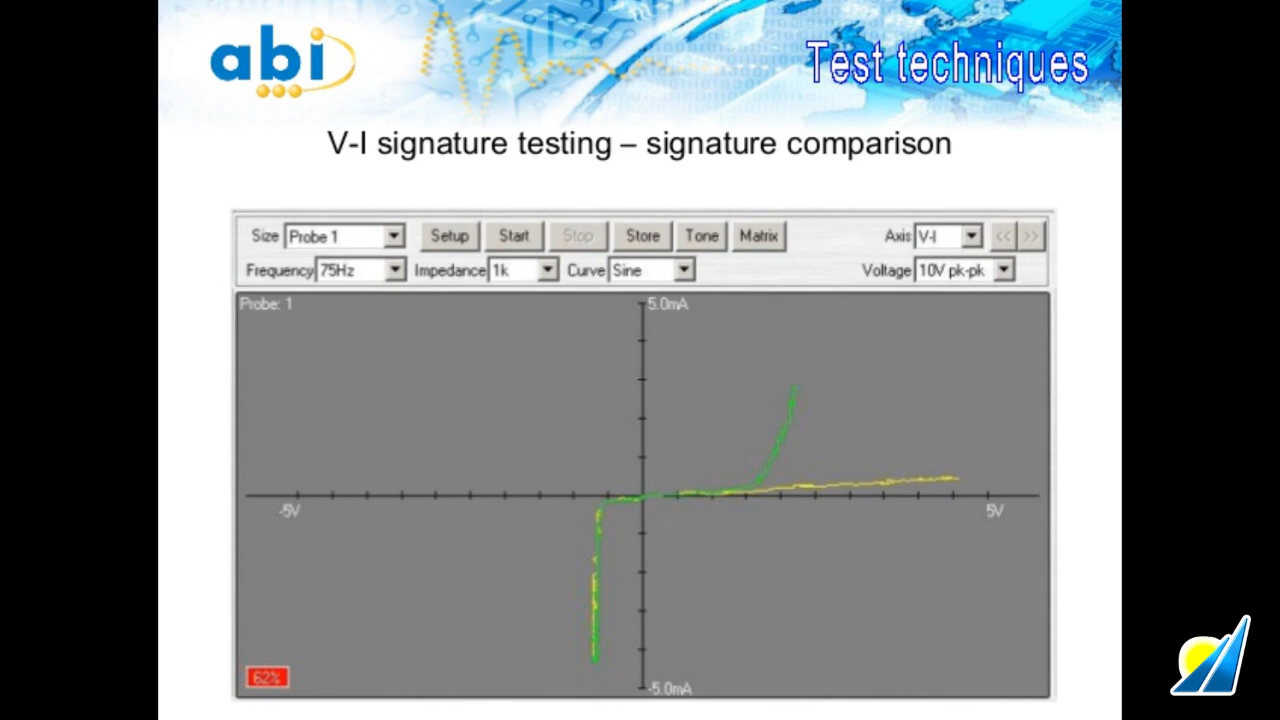 abi
Test techniques
V-I signature testing – signature comparison
Size Probe 1 Setup Start Stop Store Tone Matrix Axis V-I << >>
Frequency 75Hz Impedance 1k Curve Sine Voltage 10V pk-pk
Probe: 1
5.0mA
-5V
5V
62%
-5.0mA